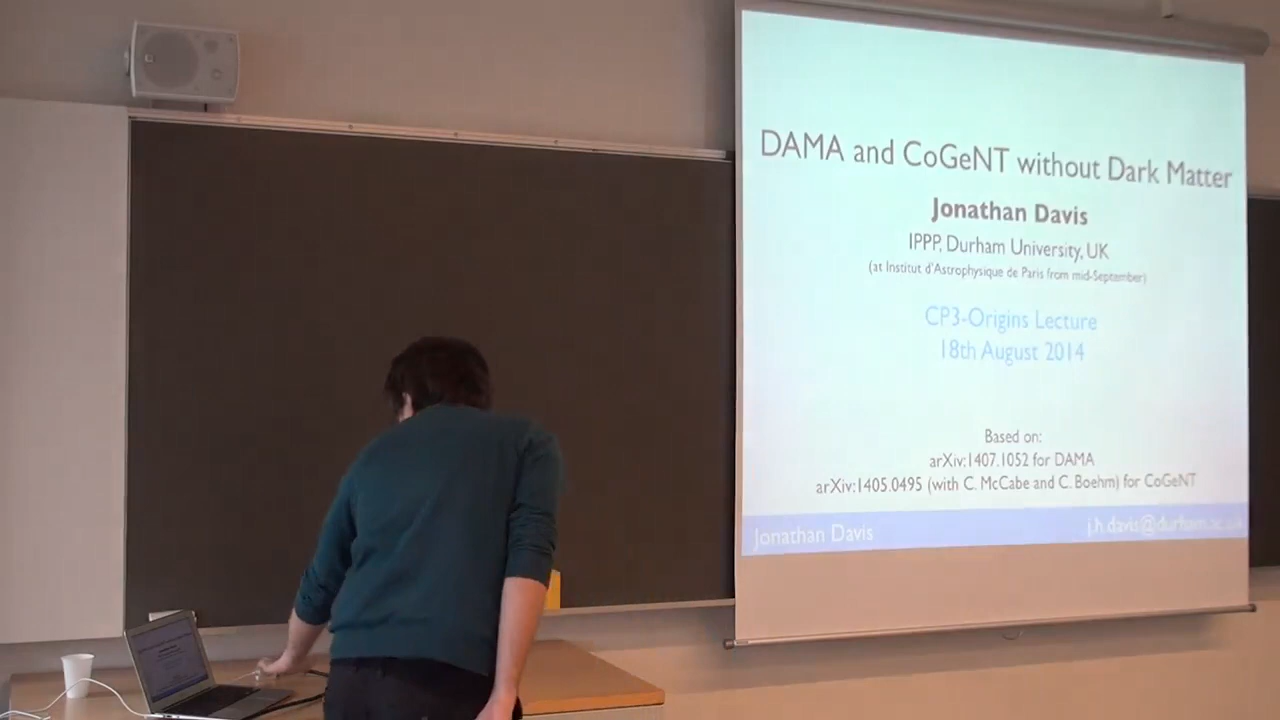 DAMA and CoGeNT without Dark Matter
Jonathan Davis
IPPP, Durham University, UK
(at Institut d'Astrophysique de Paris from mid-September)
CP3-Origins Lecture
18th August 2014
Based on:
arXiv:1407.1052 for DAMA
arXiv:1405.0495 (with C. McCabe and C. Boehm) for CoGeNT
Jonathan Davis
j.h.davis@durham.ac.uk